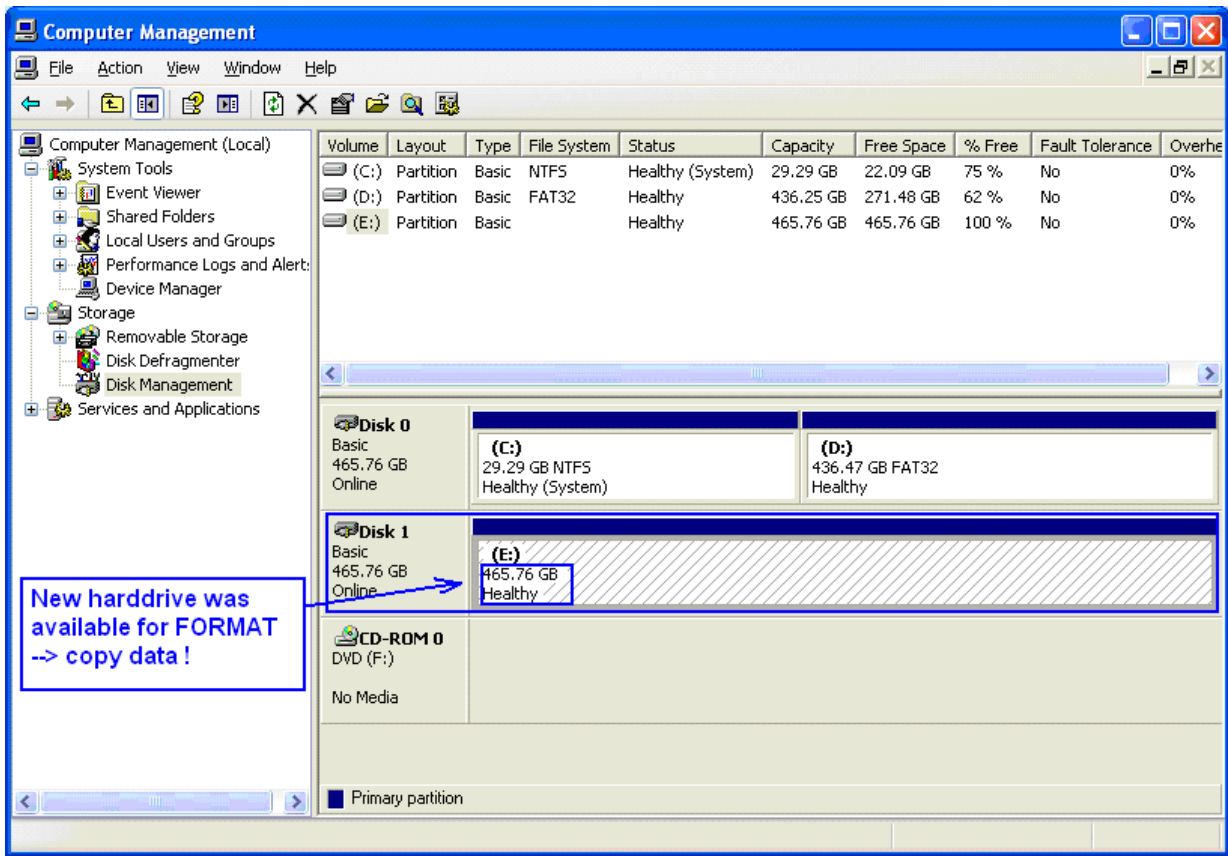 Computer Management
File Action View Window Help
Computer Management (Local)
System Tools
Event Viewer
Shared Folders
Local Users and Groups
Performance Logs and Alert:
Device Manager
Storage
Removable Storage
Disk Defragmenter
Disk Management
Services and Applications
Volume Layout Type File System Status Capacity Free Space % Free Fault Tolerance Overhe
(C:) Partition Basic NTFS Healthy (System) 29.29 GB 22.09 GB 75 % No 0%
(D:) Partition Basic FAT32 Healthy 436.25 GB 271.48 GB 62 % No 0%
(E:) Partition Basic Healthy 465.76 GB 465.76 GB 100 % No 0%
Disk 0
Basic
465.76 GB
Online
(C:)
29.29 GB NTFS
Healthy (System)
(D:)
436.47 GB FAT32
Healthy
Disk 1
Basic
465.76 GB
Online
(E:)
465.76 GB
Healthy
New harddrive was
available for FORMAT
--> copy data !
CD-ROM 0
DVD (F:)
No Media
Primary partition